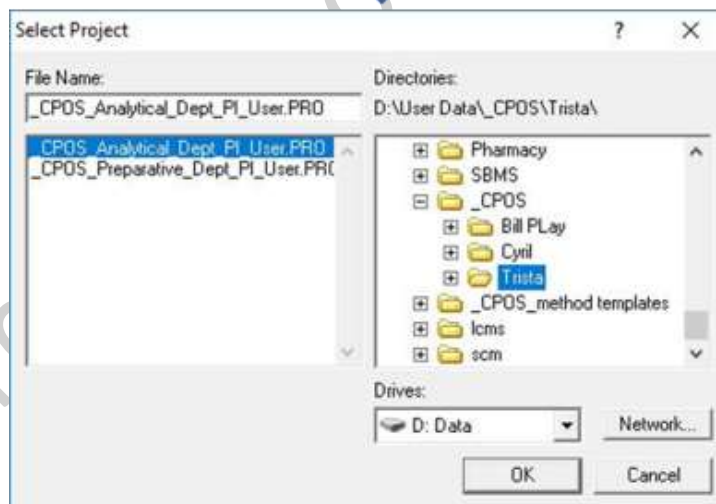 Select Project
File Name:
_CPOS_Analytical_Dept_PI_User.PRO
_CPOS_Analytical_Dept_PI_User.PRO
_CPOS_Preparative_Dept_PI_User.PRO
Directories:
D:\User Data\_CPOS\Trista\
Pharmacy
SBMS
_CPOS
Bill PLay
Cyril
Trista
_CPOS_method templates
lcms
scm
Drives:
D: Data
Network...
OK
Cancel